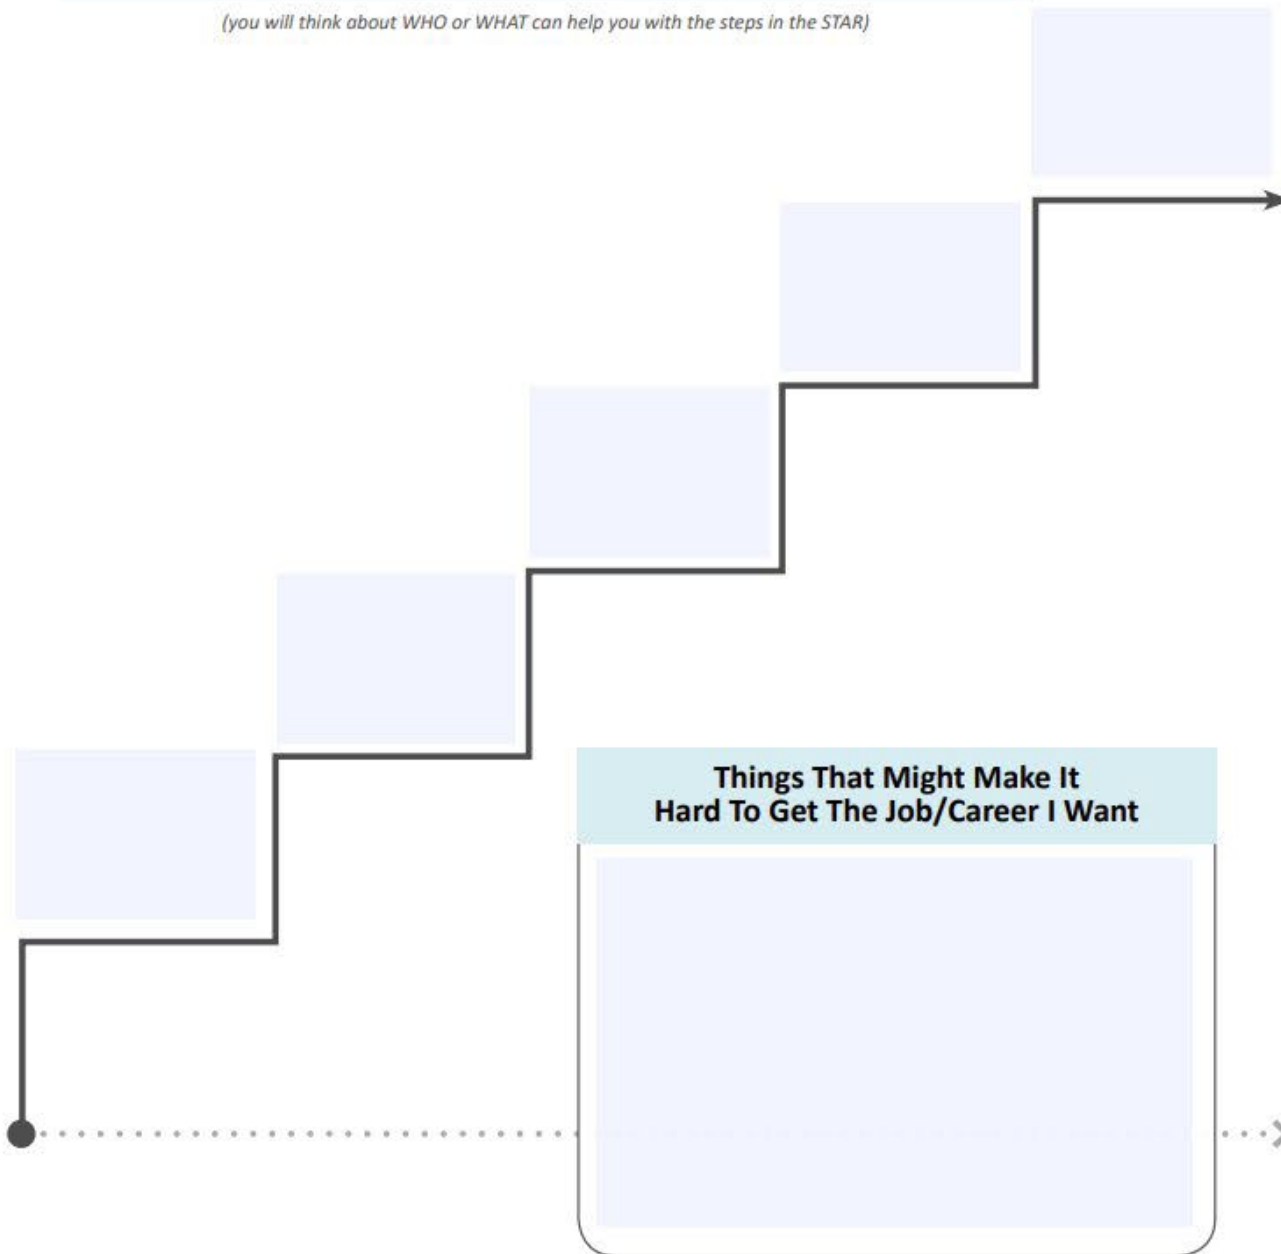 (you will think about WHO or WHAT can help you with the steps in the STAR)
Things That Might Make It
Hard To Get The Job/Career I Want